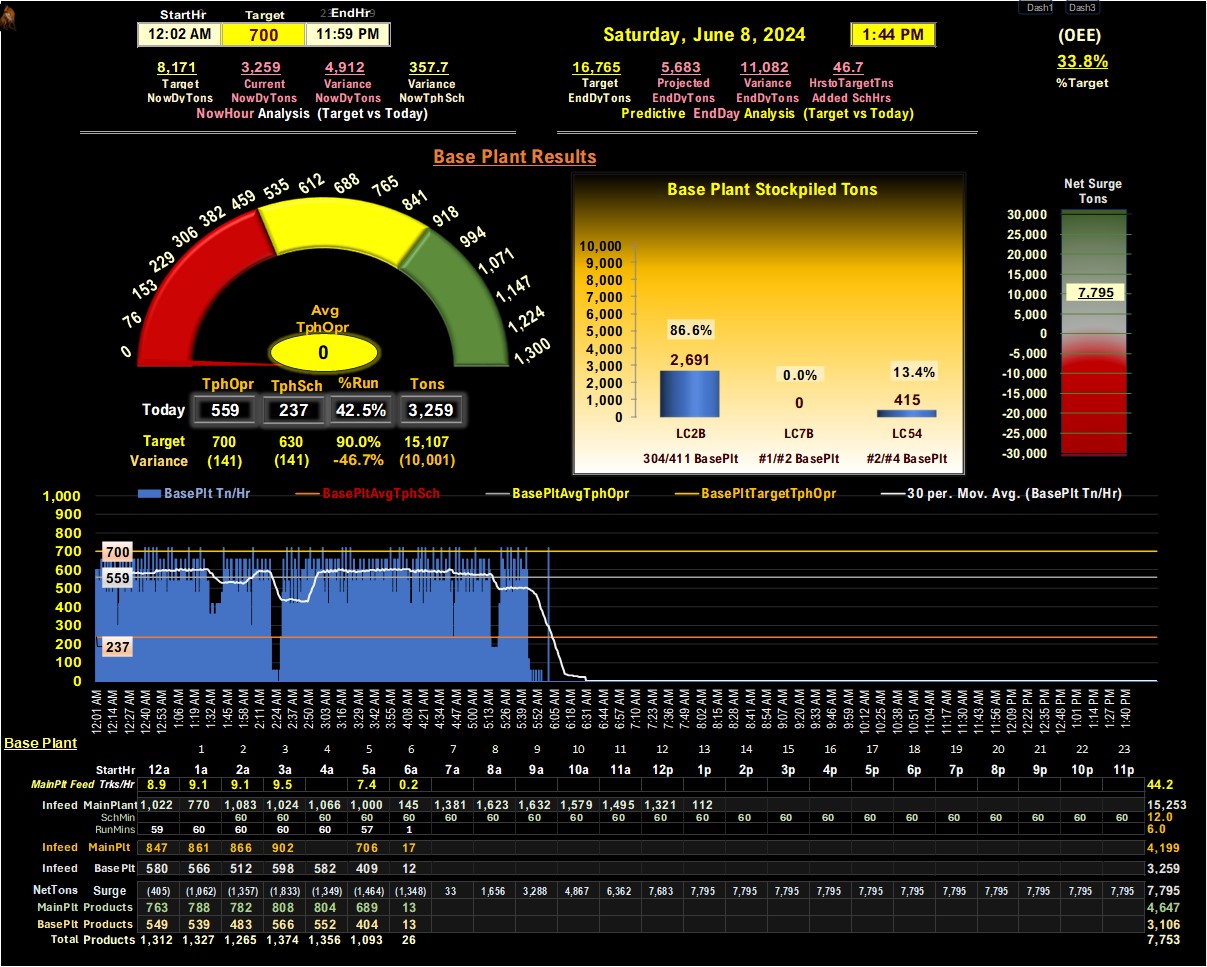 Dash1 Dash3
StartHr Target EndHr
12:02 AM 700 11:59 PM
Saturday, June 8, 2024 1:44 PM (OEE)
33.8%
%Target
8,171 3,259 4,912 357.7
Target Current Variance Variance
NowDyTons NowDyTons NowDyTons NowTphSch
NowHour Analysis (Target vs Today)
16,765 5,683 11,082 46.7
Target Projected Variance HrstoTargetTns
EndDyTons EndDyTons EndDyTons Added SchHrs
Predictive EndDay Analysis (Target vs Today)
Base Plant Results
0 76 153 229 306 382 459 535 612 688 765 841 918 994 1,071 1,147 1,224 1,300
Avg
TphOpr
0
TphOpr TphSch %Run Tons
Today 559 237 42.5% 3,259
Target 700 630 90.0% 15,107
Variance (141) (141) -46.7% (10,001)
Base Plant Stockpiled Tons
10,000
9,000
8,000
7,000
6,000
5,000
4,000
3,000
2,000
1,000
0
86.6% 0.0% 13.4%
2,691 0 415
LC2B LC7B LC54
304/411 BasePlt #1/#2 BasePlt #2/#4 BasePlt
Net Surge
Tons
30,000
25,000
20,000
15,000
10,000
5,000
0
-5,000
-10,000
-15,000
-20,000
-25,000
-30,000
7,795
BasePlt Tn/Hr BasePltAvgTphSch BasePltAvgTphOpr BasePltTargetTphOpr 30 per. Mov. Avg. (BasePlt Tn/Hr)
1,000
900
800
700
600
500
400
300
200
100
0
700
559
237
12:01 AM 12:14 AM 12:27 AM 12:40 AM 12:53 AM 1:06 AM 1:19 AM 1:32 AM 1:45 AM 1:58 AM 2:11 AM 2:24 AM 2:37 AM 2:50 AM 3:03 AM 3:16 AM 3:29 AM 3:42 AM 3:55 AM 4:08 AM 4:21 AM 4:34 AM 4:47 AM 5:00 AM 5:13 AM 5:26 AM 5:39 AM 5:52 AM 6:05 AM 6:18 AM 6:31 AM 6:44 AM 6:57 AM 7:10 AM 7:23 AM 7:36 AM 7:49 AM 8:02 AM 8:15 AM 8:28 AM 8:41 AM 8:54 AM 9:07 AM 9:20 AM 9:33 AM 9:46 AM 9:59 AM 10:12 AM 10:25 AM 10:38 AM 10:51 AM 11:04 AM 11:17 AM 11:30 AM 11:43 AM 11:56 AM 12:09 PM 12:22 PM 12:35 PM 12:48 PM 1:01 PM 1:14 PM 1:27 PM 1:40 PM
Base Plant
1 2 3 4 5 6 7 8 9 10 11 12 13 14 15 16 17 18 19 20 21 22 23
StartHr 12a 1a 2a 3a 4a 5a 6a 7a 8a 9a 10a 11a 12p 1p 2p 3p 4p 5p 6p 7p 8p 9p 10p 11p
MainPlt Feed Trks/Hr 8.9 9.1 9.1 9.5 7.4 0.2 44.2
Infeed MainPlant 1,022 770 1,083 1,024 1,066 1,000 145 1,381 1,623 1,632 1,579 1,495 1,321 112 15,253
SchMin 60 60 60 60 60 60 60 60 60 60 60 60 60 60 60 60 60 60 60 60 60 60 12.0
RunMins 59 60 60 60 60 57 1 6.0
Infeed MainPlt 847 861 866 902 706 17 4,199
Infeed Base Plt 580 566 512 598 582 409 12 3.259
NetTons Surge (405) (1,062) (1,357) (1,833) (1,349) (1,464) (1,348) 33 1,656 3,288 4,867 6,362 7,683 7,795 7,795 7,795 7,795 7,795 7,795 7,795 7,795 7,795 7,795 7,795 7,795
MainPlt Products 763 788 782 808 804 689 13 4,647
BasePlt Products 549 539 483 566 552 404 13 3,106
Total Products 1,312 1,327 1,265 1,374 1,356 1,093 26 7,753